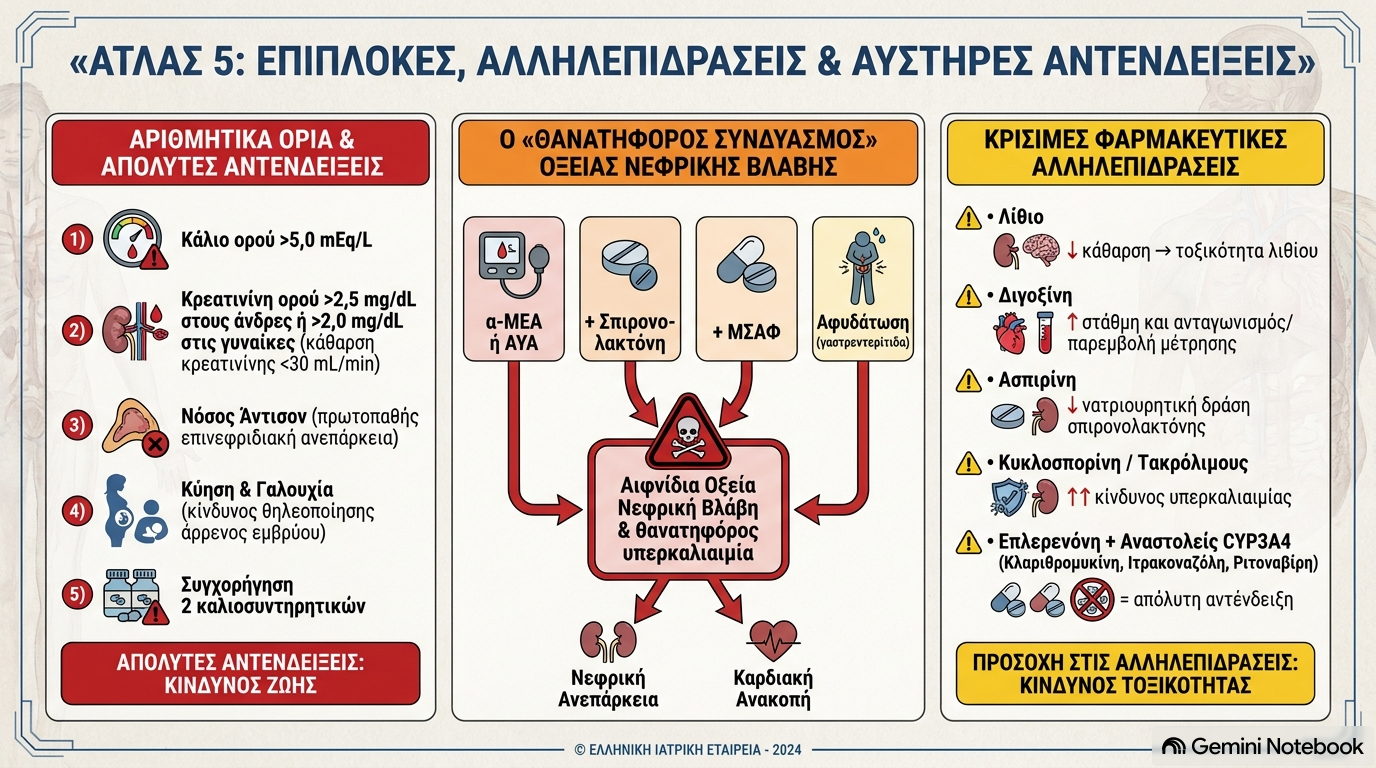 «ΑΤΛΑΣ 5: ΕΠΙΠΛΟΚΕΣ, ΑΛΛΗΛΕΠΙΔΡΑΣΕΙΣ & ΑΥΣΤΗΡΕΣ ΑΝΤΕΝΔΕΙΞΕΙΣ»
ΑΡΙΘΜΗΤΙΚΑ ΟΡΙΑ &
ΑΠΟΛΥΤΕΣ ΑΝΤΕΝΔΕΙΞΕΙΣ
1) Κάλιο ορού >5,0 mEq/L
2) Κρεατινίνη ορού >2,5 mg/dL
στους άνδρες ή >2,0 mg/dL
στις γυναίκες (κάθαρση
κρεατινίνης <30 mL/min)
3) Νόσος Άντισον (πρωτοπαθής
επινεφριδιακή ανεπάρκεια)
4) Κύηση & Γαλουχία
(κίνδυνος θηλεοποίησης
άρρενος εμβρύου)
5) Συγχορήγηση
2 καλιοσυντηρητικών
ΑΠΟΛΥΤΕΣ ΑΝΤΕΝΔΕΙΞΕΙΣ:
ΚΙΝΔΥΝΟΣ ΖΩΗΣ
Ο «ΘΑΝΑΤΗΦΟΡΟΣ ΣΥΝΔΥΑΣΜΟΣ»
ΟΞΕΙΑΣ ΝΕΦΡΙΚΗΣ ΒΛΑΒΗΣ
α-ΜΕΑ
ή ΑΥΑ
+ Σπιρονο-
λακτόνη
+ ΜΣΑΦ
Αφυδάτωση
(γαστρεντερίτιδα)
Αιφνίδια Οξεία
Νεφρική Βλάβη
& θανατηφόρος
υπερκαλιαιμία
Νεφρική
Ανεπάρκεια
Καρδιακή
Ανακοπή
ΚΡΙΣΙΜΕΣ ΦΑΡΜΑΚΕΥΤΙΚΕΣ
ΑΛΛΗΛΕΠΙΔΡΑΣΕΙΣ
• Λίθιο
↓ κάθαρση → τοξικότητα λιθίου
• Διγοξίνη
↑ στάθμη και ανταγωνισμός/
παρεμβολή μέτρησης
• Ασπιρίνη
↓ νατριουρητική δράση
σπιρονολακτόνης
• Κυκλοσπορίνη / Τακρόλιμους
↑↑ κίνδυνος υπερκαλιαιμίας
• Επλερενόνη + Αναστολείς CYP3A4
(Κλαριθρομυκίνη, Ιτρακοναζόλη, Ριτοναβίρη)
= απόλυτη αντένδειξη
ΠΡΟΣΟΧΗ ΣΤΙΣ ΑΛΛΗΛΕΠΙΔΡΑΣΕΙΣ:
ΚΙΝΔΥΝΟΣ ΤΟΞΙΚΟΤΗΤΑΣ
© ΕΛΛΗΝΙΚΗ ΙΑΤΡΙΚΗ ΕΤΑΙΡΕΙΑ - 2024
Gemini Notebook